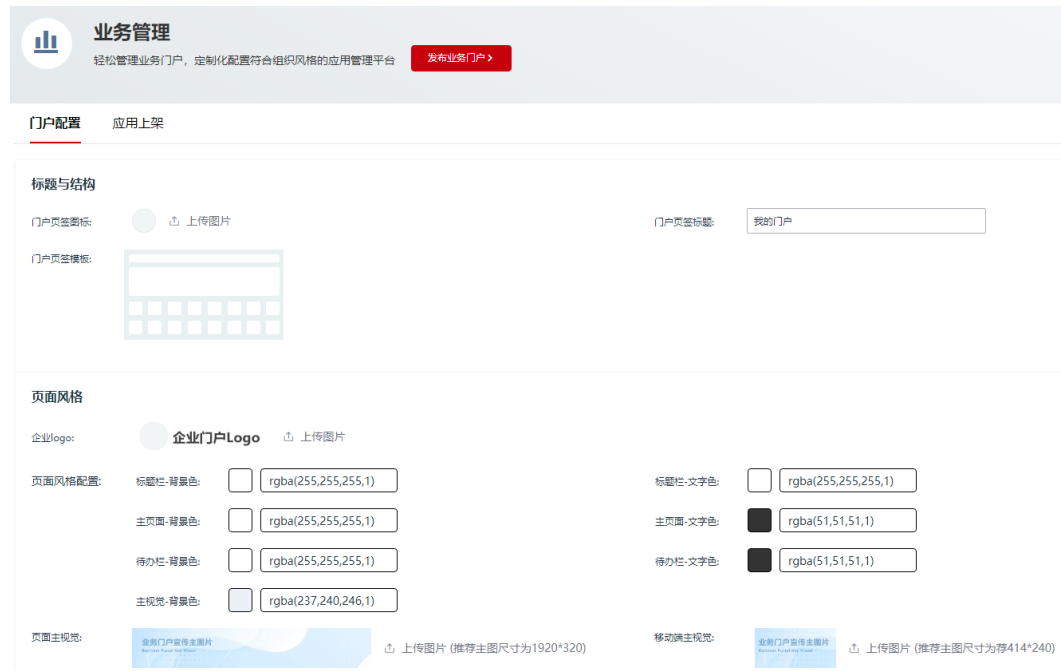 业务管理
轻松管理业务门户，定制化配置符合组织风格的应用管理平台
发布业务门户
门户配置
应用上架
标题与结构
门户页签图标:
上传图片
门户页签标题:
我的门户
门户页签模板:
页面风格
企业logo:
企业门户Logo
上传图片
页面风格配置:
标题栏-背景色:
rgba(255,255,255,1)
标题栏-文字色:
rgba(255,255,255,1)
主页面-背景色:
rgba(255,255,255,1)
主页面-文字色:
rgba(51,51,51,1)
待办栏-背景色:
rgba(255,255,255,1)
待办栏-文字色:
rgba(51,51,51,1)
主视觉-背景色:
rgba(237,240,246,1)
页面主视觉:
业务门户宣传主图片
Business Portal Key Visual
上传图片 (推荐主图尺寸为1920*320)
移动端主视觉:
业务门户宣传主图片
Business Portal Key Visual
上传图片 (推荐主图尺寸为荐414*240)